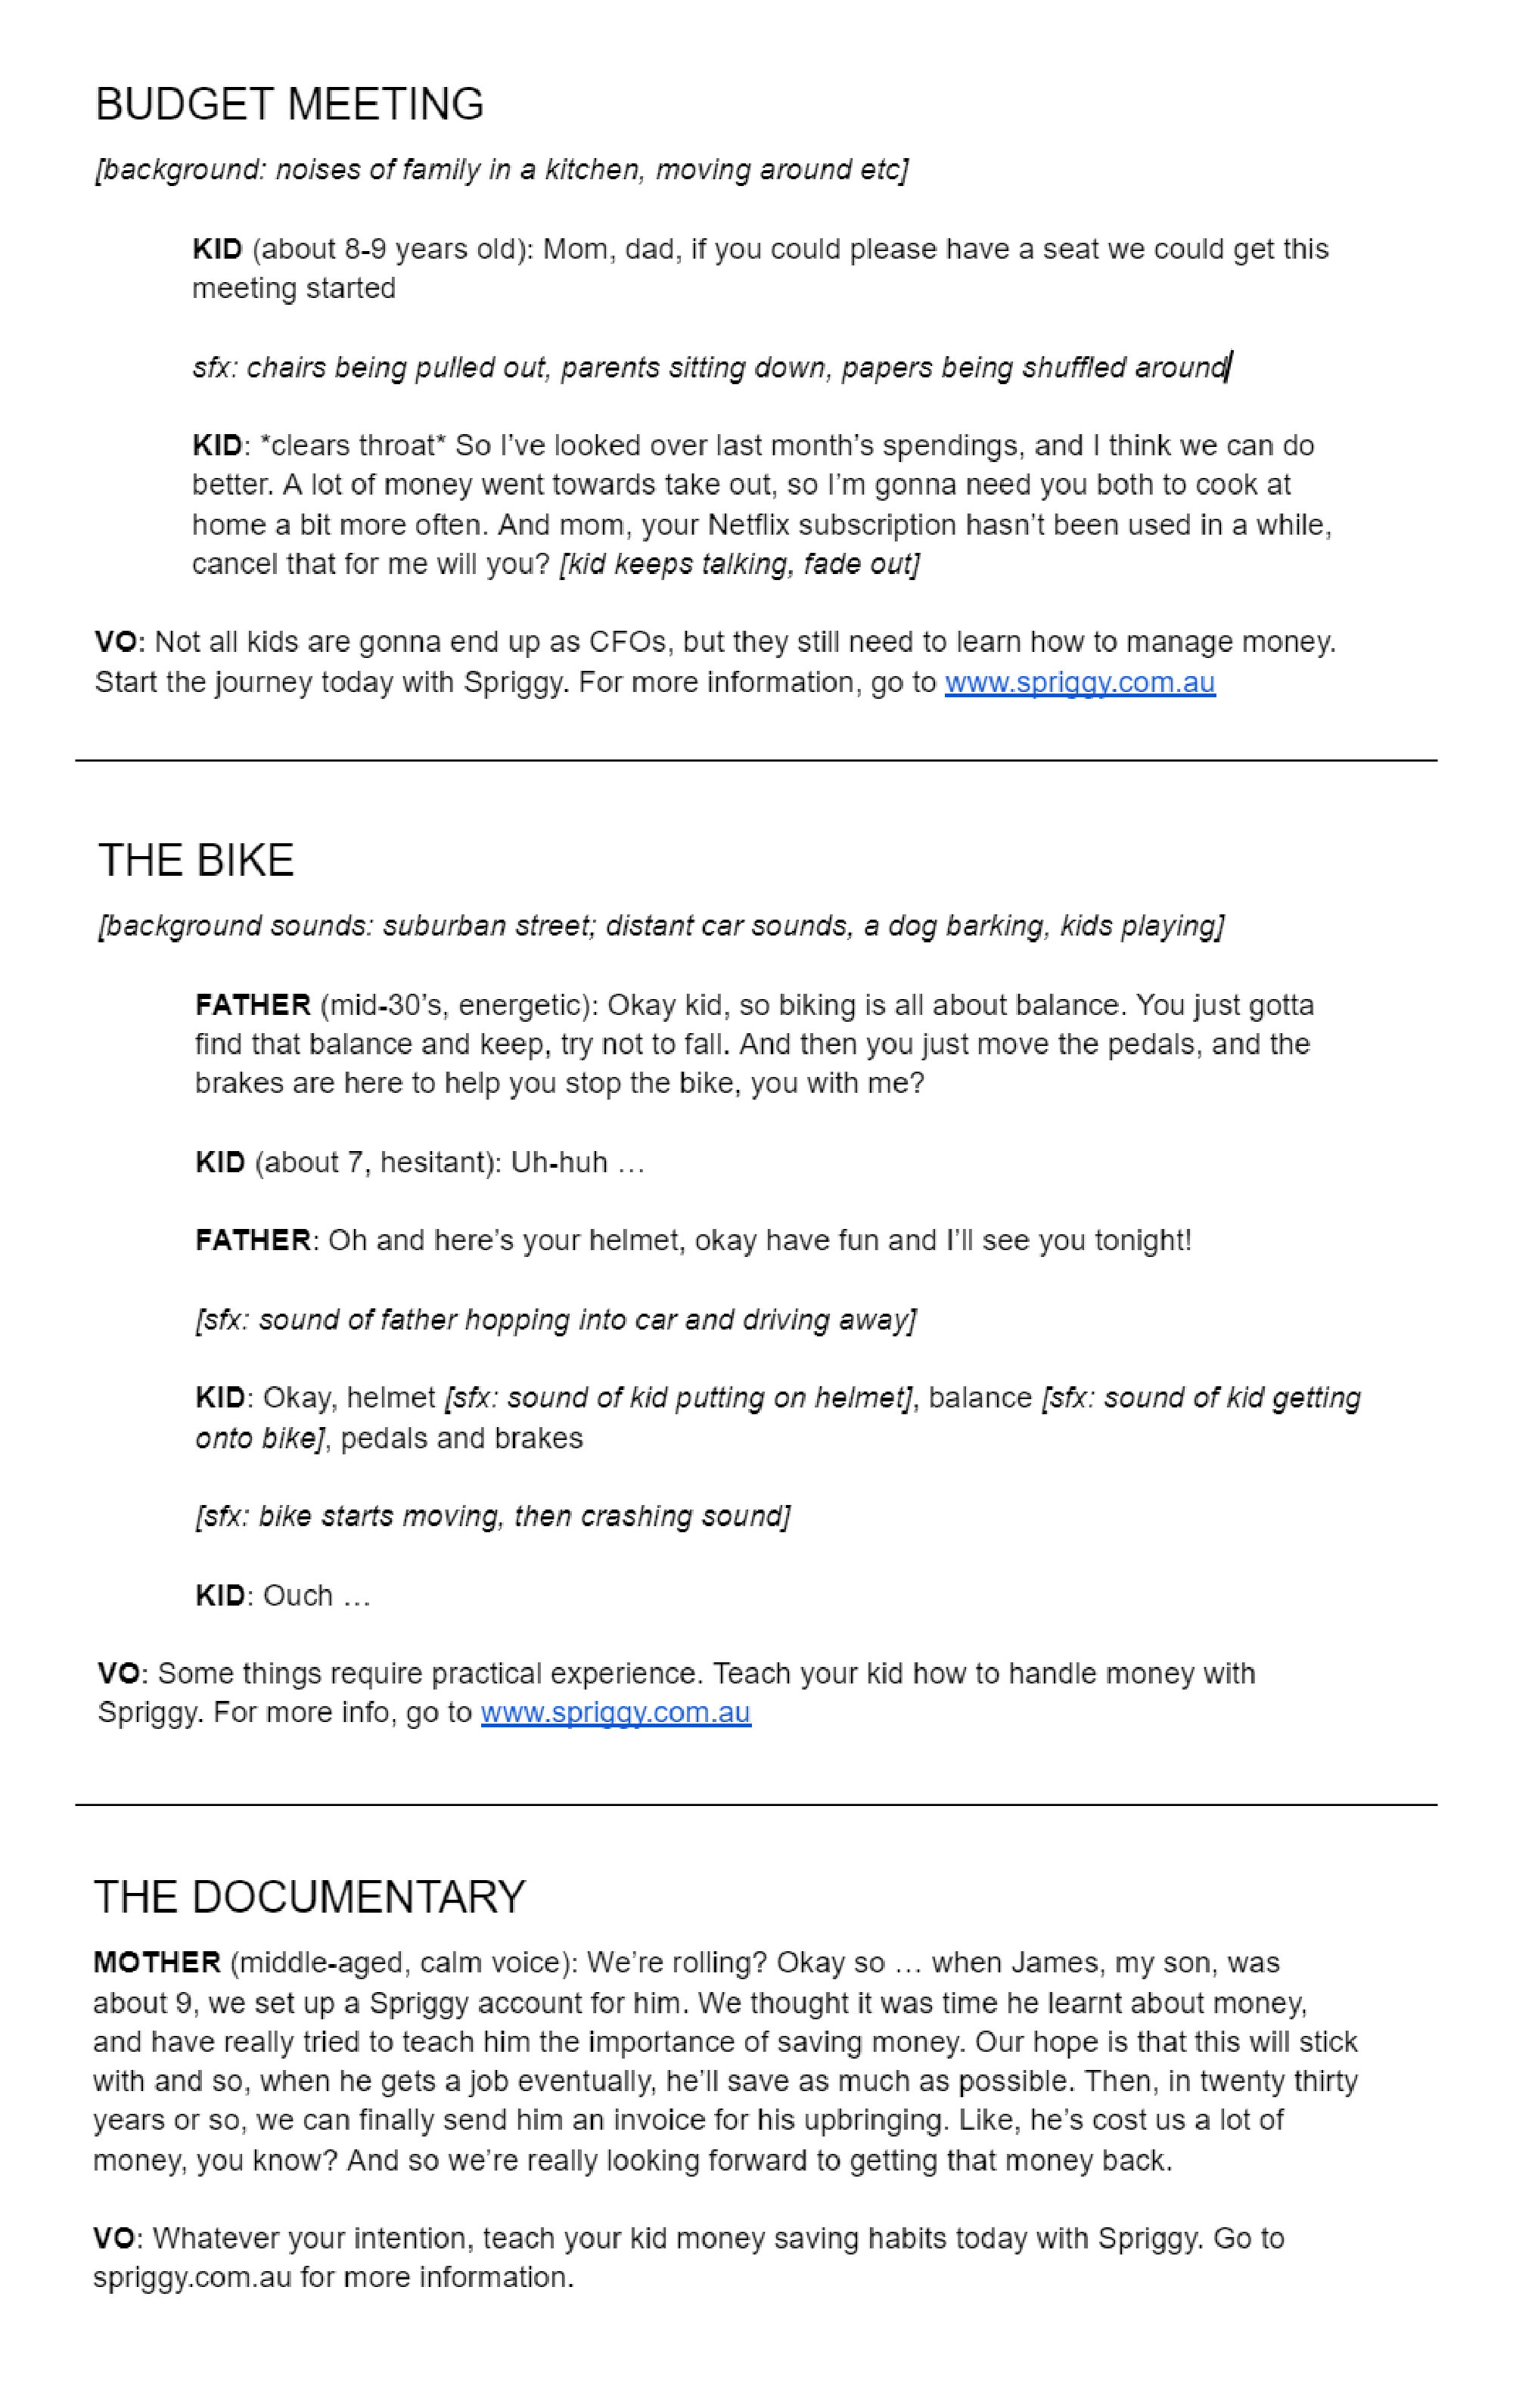 BUDGET MEETING
[background: noises of family in a kitchen, moving around etc]
KID (about 8-9 years old): Mom, dad, if you could please have a seat we could get this
meeting started
sfx: chairs being pulled out, parents sitting down, papers being shuffled around
KID: *clears throat* So I’ve looked over last month’s spendings, and I think we can do
better. A lot of money went towards take out, so I’m gonna need you both to cook at
home a bit more often. And mom, your Netflix subscription hasn’t been used in a while,
cancel that for me will you? [kid keeps talking, fade out]
VO: Not all kids are gonna end up as CFOs, but they still need to learn how to manage money.
Start the journey today with Spriggy. For more information, go to www.spriggy.com.au
THE BIKE
[background sounds: suburban street; distant car sounds, a dog barking, kids playing]
FATHER (mid-30’s, energetic): Okay kid, so biking is all about balance. You just gotta
find that balance and keep, try not to fall. And then you just move the pedals, and the
brakes are here to help you stop the bike, you with me?
KID (about 7, hesitant): Uh-huh …
FATHER: Oh and here’s your helmet, okay have fun and I’ll see you tonight!
[sfx: sound of father hopping into car and driving away]
KID: Okay, helmet [sfx: sound of kid putting on helmet], balance [sfx: sound of kid getting
onto bike], pedals and brakes
[sfx: bike starts moving, then crashing sound]
KID: Ouch …
VO: Some things require practical experience. Teach your kid how to handle money with
Spriggy. For more info, go to www.spriggy.com.au
THE DOCUMENTARY
MOTHER (middle-aged, calm voice): We’re rolling? Okay so … when James, my son, was
about 9, we set up a Spriggy account for him. We thought it was time he learnt about money,
and have really tried to teach him the importance of saving money. Our hope is that this will stick
with and so, when he gets a job eventually, he’ll save as much as possible. Then, in twenty thirty
years or so, we can finally send him an invoice for his upbringing. Like, he’s cost us a lot of
money, you know? And so we’re really looking forward to getting that money back.
VO: Whatever your intention, teach your kid money saving habits today with Spriggy. Go to
spriggy.com.au for more information.